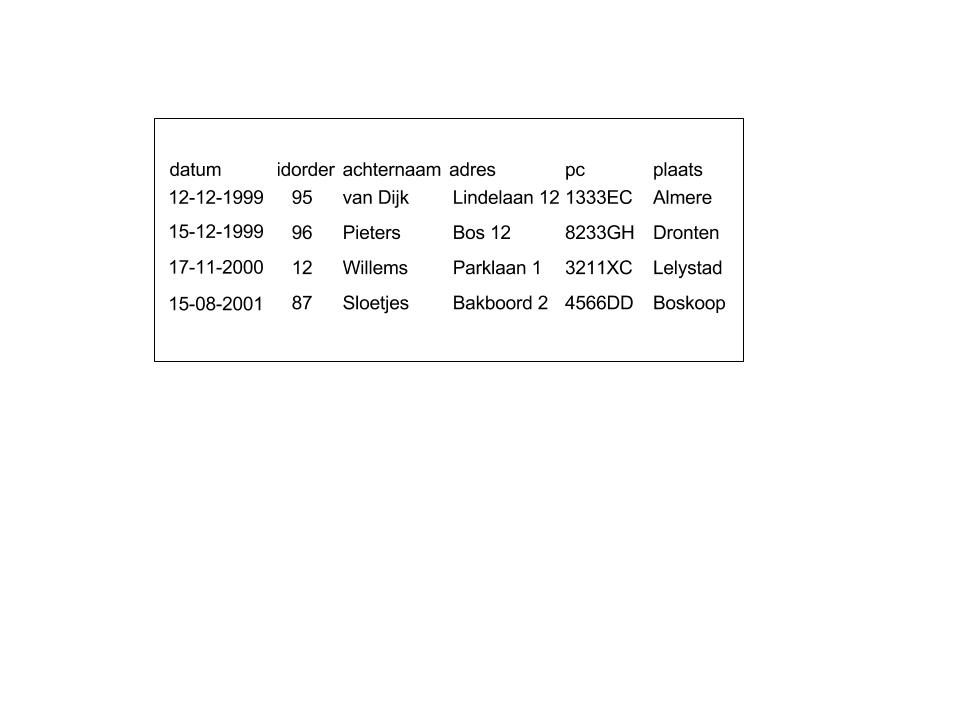 datum idorder achternaam adres pc plaats
12-12-1999 95 van Dijk Lindelaan 12 1333EC Almere
15-12-1999 96 Pieters Bos 12 8233GH Dronten
17-11-2000 12 Willems Parklaan 1 3211XC Lelystad
15-08-2001 87 Sloetjes Bakboord 2 4566DD Boskoop